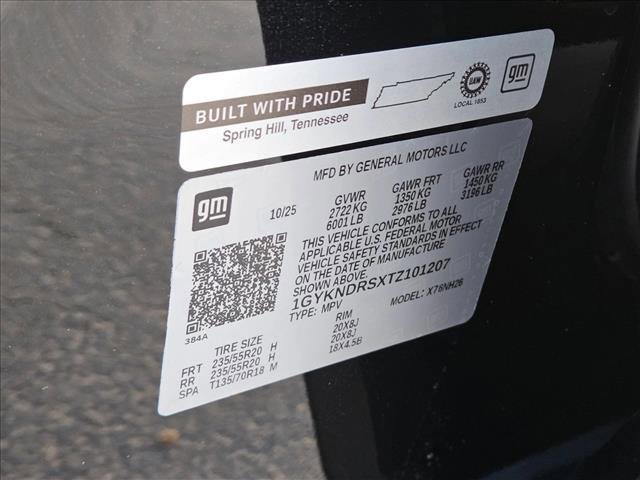 BUILT WITH PRIDE
Spring Hill, Tennessee
UAW
LOCAL 1853
gm
MFD BY GENERAL MOTORS LLC
gm
10/25
GVWR GAWR FRT GAWR RR
2722 KG 1350 KG 1450 KG
6001 LB 2976 LB 3196 LB
THIS VEHICLE CONFORMS TO ALL
APPLICABLE U.S. FEDERAL MOTOR
VEHICLE SAFETY STANDARDS IN EFFECT
ON THE DATE OF MANUFACTURE
SHOWN ABOVE.
1GYKNDRSXTZ101207
TYPE: MPV MODEL: X76NH26
384A
TIRE SIZE RIM
FRT 235/55R20 H 20X8J
RR 235/55R20 H 20X8J
SPA T135/70R18 M 18X4.5B